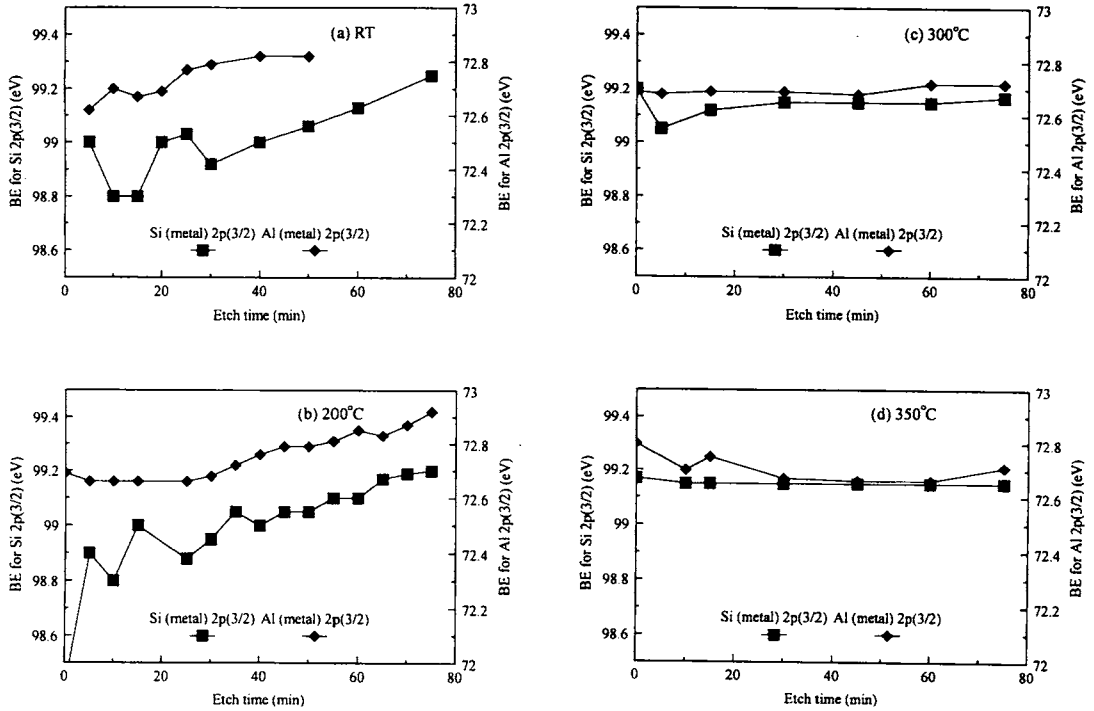 (a) RT
BE for Si 2p(3/2) (eV)
99.4
99.2
99
98.8
98.6
BE for Al 2p(3/2) (eV)
73
72.8
72.6
72.4
72.2
72
Si (metal) 2p(3/2) Al (metal) 2p(3/2)
0 20 40 60 80
Etch time (min)
(c) 300°C
BE for Si 2p(3/2) (eV)
99.4
99.2
99
98.8
98.6
BE for Al 2p(3/2) (eV)
73
72.8
72.6
72.4
72.2
72
Si (metal) 2p(3/2) Al (metal) 2p(3/2)
0 20 40 60 80
Etch time (min)
(b) 200°C
BE for Si 2p(3/2) (eV)
99.4
99.2
99
98.8
98.6
BE for Al 2p(3/2) (eV)
73
72.8
72.6
72.4
72.2
72
Si (metal) 2p(3/2) Al (metal) 2p(3/2)
0 20 40 60 80
Etch time (min)
(d) 350°C
BE for Si 2p(3/2) (eV)
99.4
99.2
99
98.8
98.6
BE for Al 2p(3/2) (eV)
73
72.8
72.6
72.4
72.2
72
Si (metal) 2p(3/2) Al (metal) 2p(3/2)
0 20 40 60 80
Etch time (min)